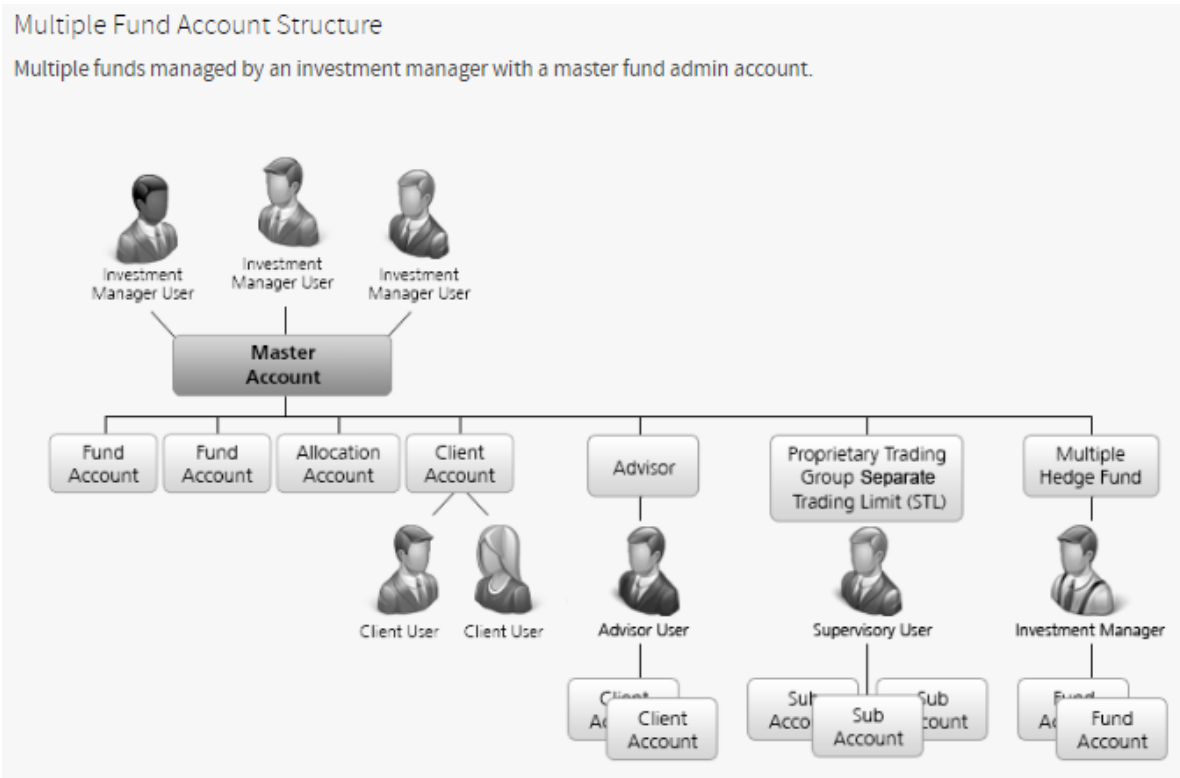 Multiple Fund Account Structure
Multiple funds managed by an investment manager with a master fund admin account.
Investment
Manager User
Investment
Manager User
Investment
Manager User
Master
Account
Fund
Account
Fund
Account
Allocation
Account
Client
Account
Advisor
Proprietary Trading
Group Separate
Trading Limit (STL)
Multiple
Hedge Fund
Client User
Client User
Advisor User
Supervisory User
Investment Manager
Client
Account
Sub
Sub
Account
Sub
Fund
Account